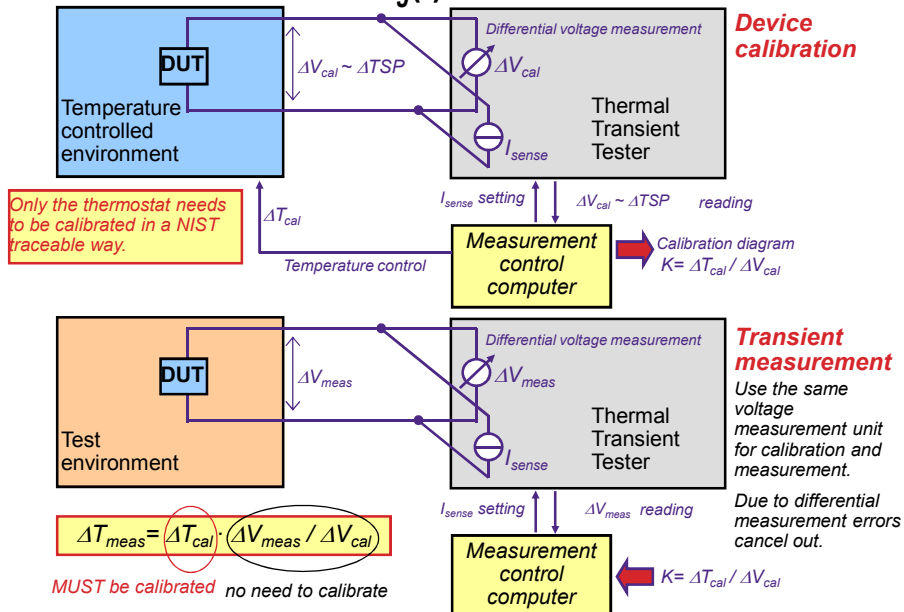 Differential voltage measurement
Device
calibration
DUT
ΔVcal ~ ΔTSP
ΔVcal
Temperature
controlled
environment
Thermal
Transient
Tester
Isense
Only the thermostat needs
to be calibrated in a NIST
traceable way.
ΔTcal
Isense setting
ΔVcal ~ ΔTSP reading
Temperature control
Measurement
control
computer
Calibration diagram
K= ΔTcal / ΔVcal
Differential voltage measurement
Transient
measurement
DUT
ΔVmeas
ΔVmeas
Test
environment
Thermal
Transient
Tester
Isense
Use the same
voltage
measurement unit
for calibration and
measurement.
Due to differential
measurement errors
cancel out.
Isense setting
ΔVmeas reading
ΔTmeas= ΔTcal · ΔVmeas / ΔVcal
MUST be calibrated no need to calibrate
Measurement
control
computer
K= ΔTcal / ΔVcal